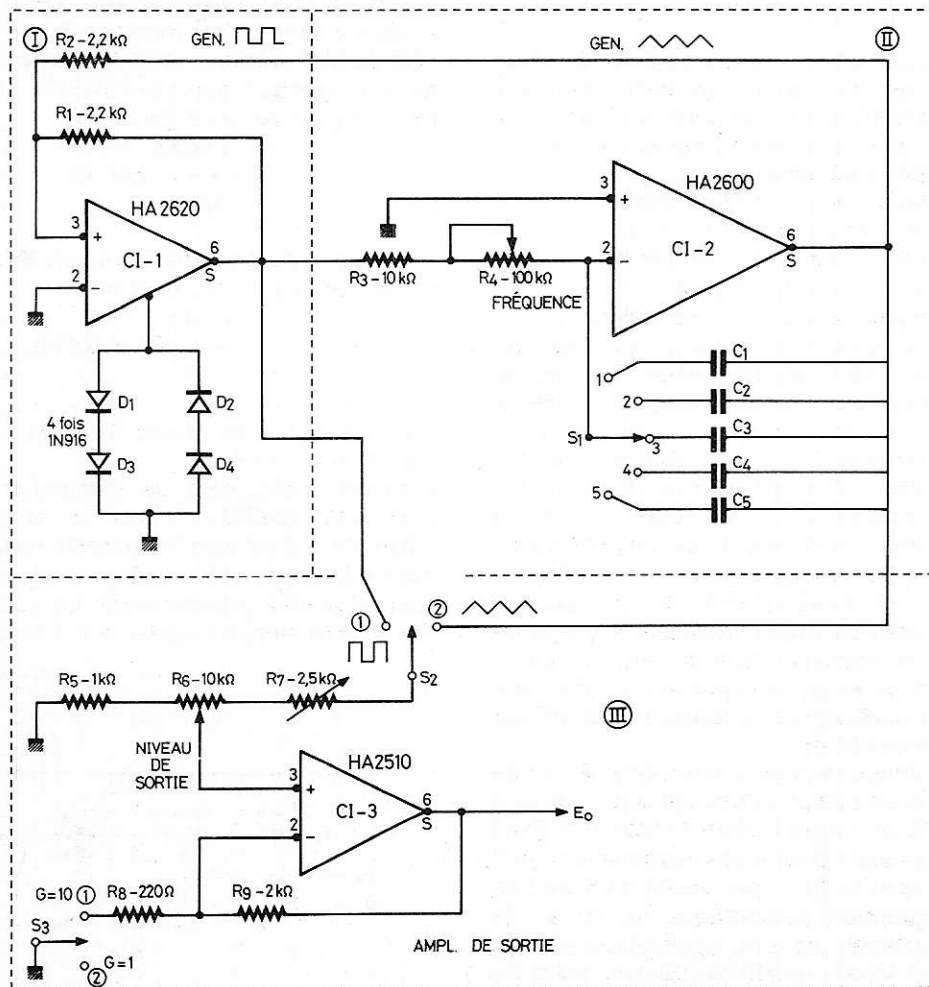 I
R2–2,2 kΩ
GEN.
GEN.
II
R1–2,2 kΩ
HA2620
3
+
CI-1
6
S
2
–
HA2600
3
+
CI-2
6
S
2
–
R3–10 kΩ
R4–100 kΩ
FRÉQUENCE
D1
D2
4 fois
1N916
D3
D4
C1
1
C2
2
S1
C3
3
C4
4
C5
5
1
2
R5–1kΩ
R6–10kΩ
R7–2,5kΩ
S2
III
NIVEAU
DE
SORTIE
HA2510
3
+
CI-3
6
S
Eo
2
–
G=10 1
R8–220Ω
R9–2kΩ
S3
2 G=1
AMPL. DE SORTIE